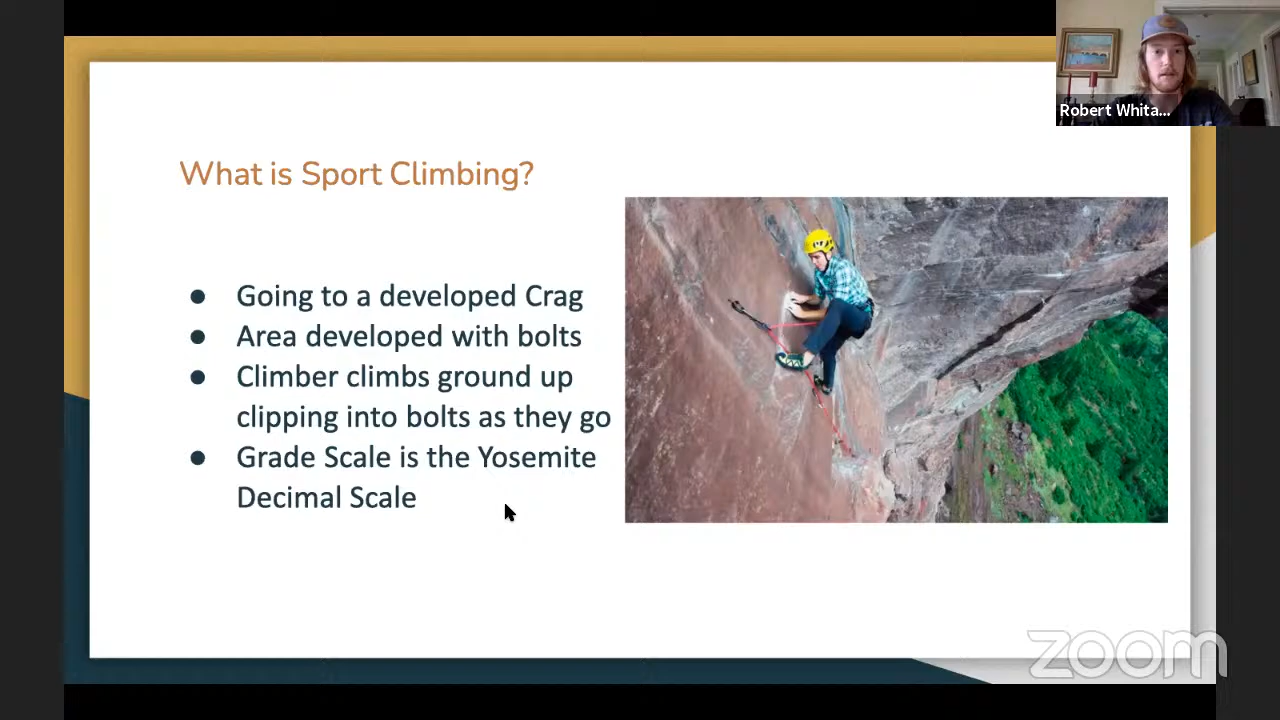 Robert Whita...
What is Sport Climbing?
● Going to a developed Crag
● Area developed with bolts
● Climber climbs ground up
clipping into bolts as they go
● Grade Scale is the Yosemite
Decimal Scale
zoom